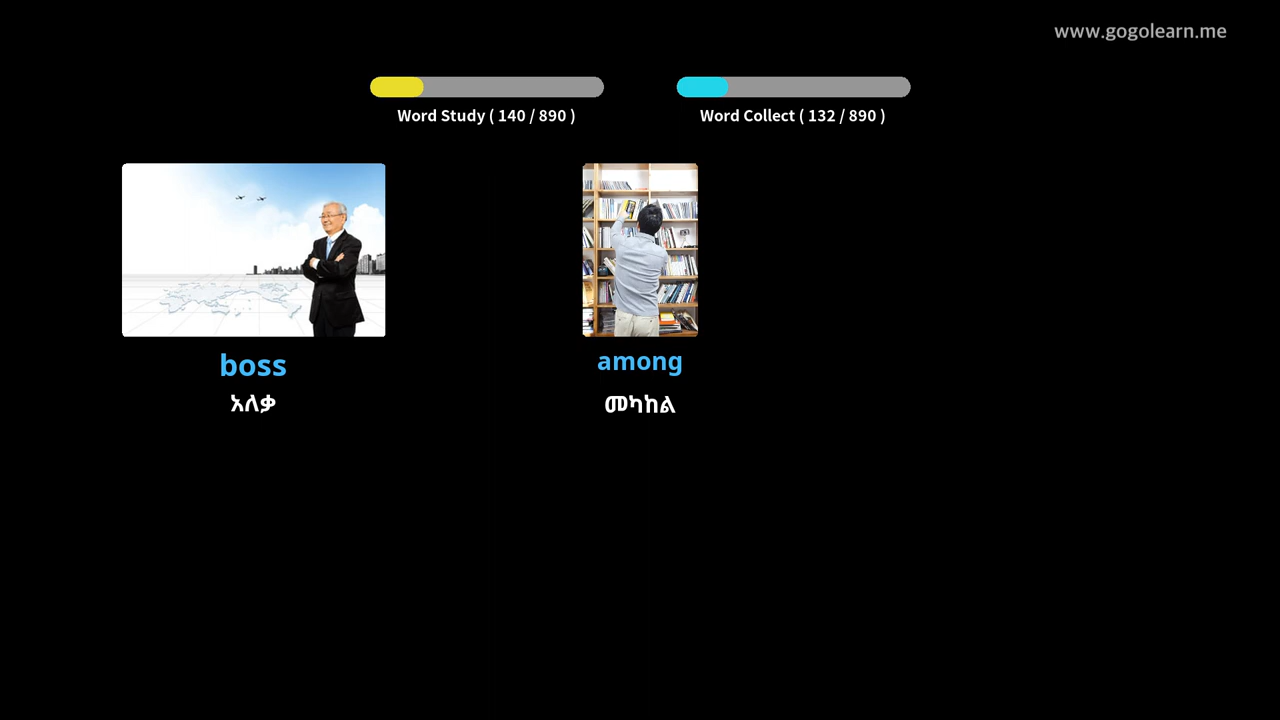 www.gogolearn.me
Word Study ( 140 / 890 )
Word Collect ( 132 / 890 )
boss
አለቃ
among
መካከል